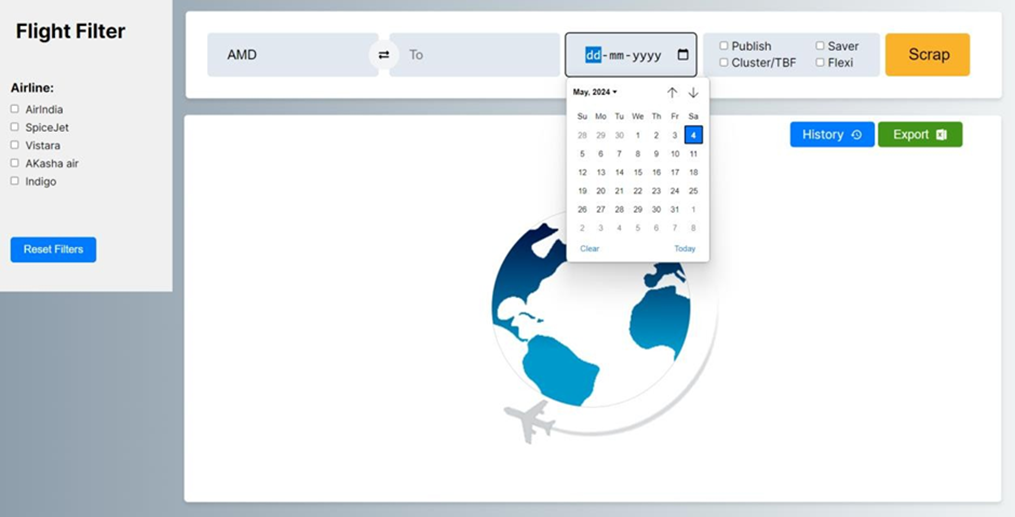 Flight Filter
Airline:
AirIndia
SpiceJet
Vistara
AKasha air
Indigo
Reset Filters
AMD
To
dd-mm-yyyy
Publish
Saver
Cluster/TBF
Flexi
Scrap
May, 2024
Su Mo Tu We Th Fr Sa
28 29 30 1 2 3 4
5 6 7 8 9 10 11
12 13 14 15 16 17 18
19 20 21 22 23 24 25
26 27 28 29 30 31 1
2 3 4 5 6 7 8
Clear Today
History
Export